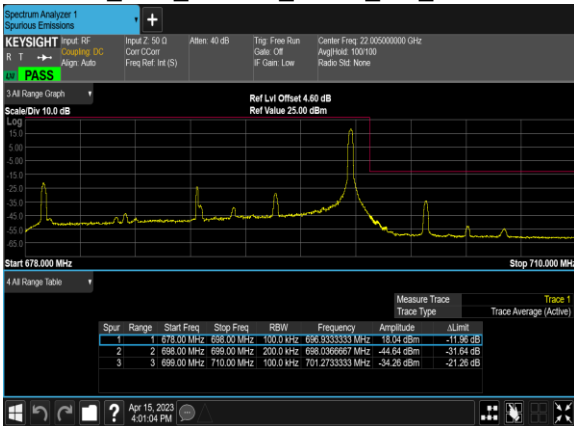 Spectrum Analyzer 1
Spurious Emissions
KEYSIGHT Input: RF Input Z: 50 Ω Atten: 40 dB Trig: Free Run Center Freq: 22.005000000 GHz
R T Coupling: DC Corr CCorr Gate: Off Avg|Hold: 100/100
Align: Auto Freq Ref: Int (S) IF Gain: Low Radio Std: None
PASS
3 All Range Graph
Ref Lvl Offset 4.60 dB
Scale/Div 10.0 dB Ref Value 25.00 dBm
Log
15.0
5.00
-5.00
-15.0
-25.0
-35.0
-45.0
-55.0
-65.0
Start 678.000 MHz Stop 710.000 MHz
4 All Range Table
Measure Trace Trace 1
Trace Type Trace Average (Active)
Spur Range Start Freq Stop Freq RBW Frequency Amplitude ΔLimit
1 1 678.00 MHz 698.00 MHz 100.0 kHz 696.9333333 MHz 18.04 dBm -11.96 dB
2 2 698.00 MHz 699.00 MHz 200.0 kHz 698.0366667 MHz -44.64 dBm -31.64 dB
3 3 699.00 MHz 710.00 MHz 100.0 kHz 701.2733333 MHz -34.26 dBm -21.26 dB
? Apr 15, 2023
4:01:04 PM